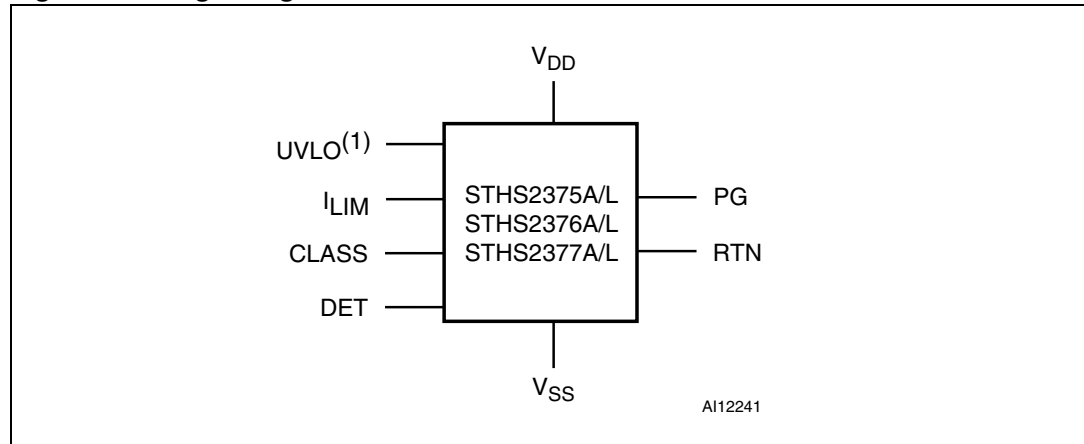 V_DD
UVLO(1)
I_LIM
CLASS
DET
STHS2375A/L
STHS2376A/L
STHS2377A/L
PG
RTN
V_SS
AI12241